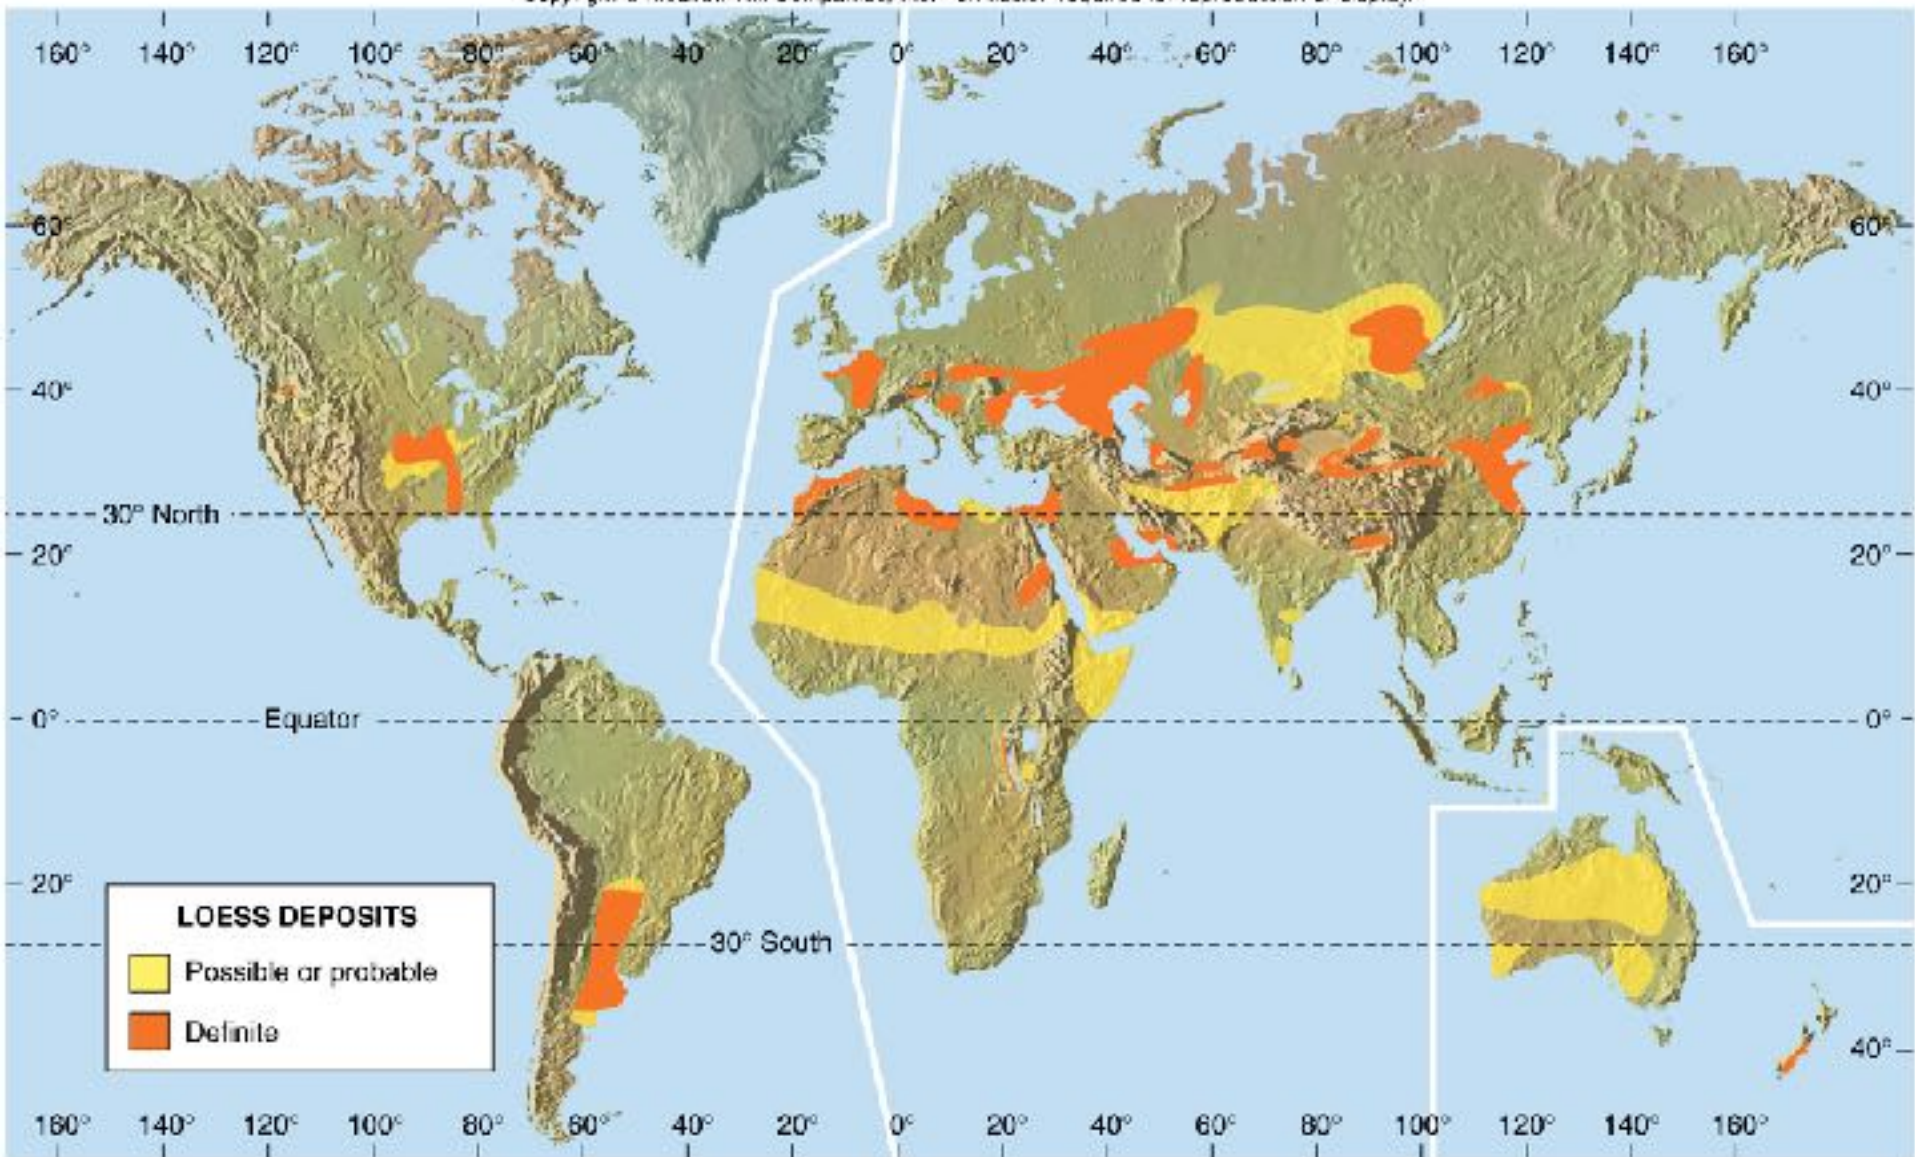 160° 140° 120° 100° 80° 60° 40° 20° 0° 20° 40° 60° 80° 100° 120° 140° 160°
60° 60°
40° 40°
30° North
20° 20°
0° Equator 0°
20° 20°
LOESS DEPOSITS
30° South
Possible or probable
Definite
40°
160° 140° 120° 100° 80° 60° 40° 20° 0° 20° 40° 60° 80° 100° 120° 140° 160°